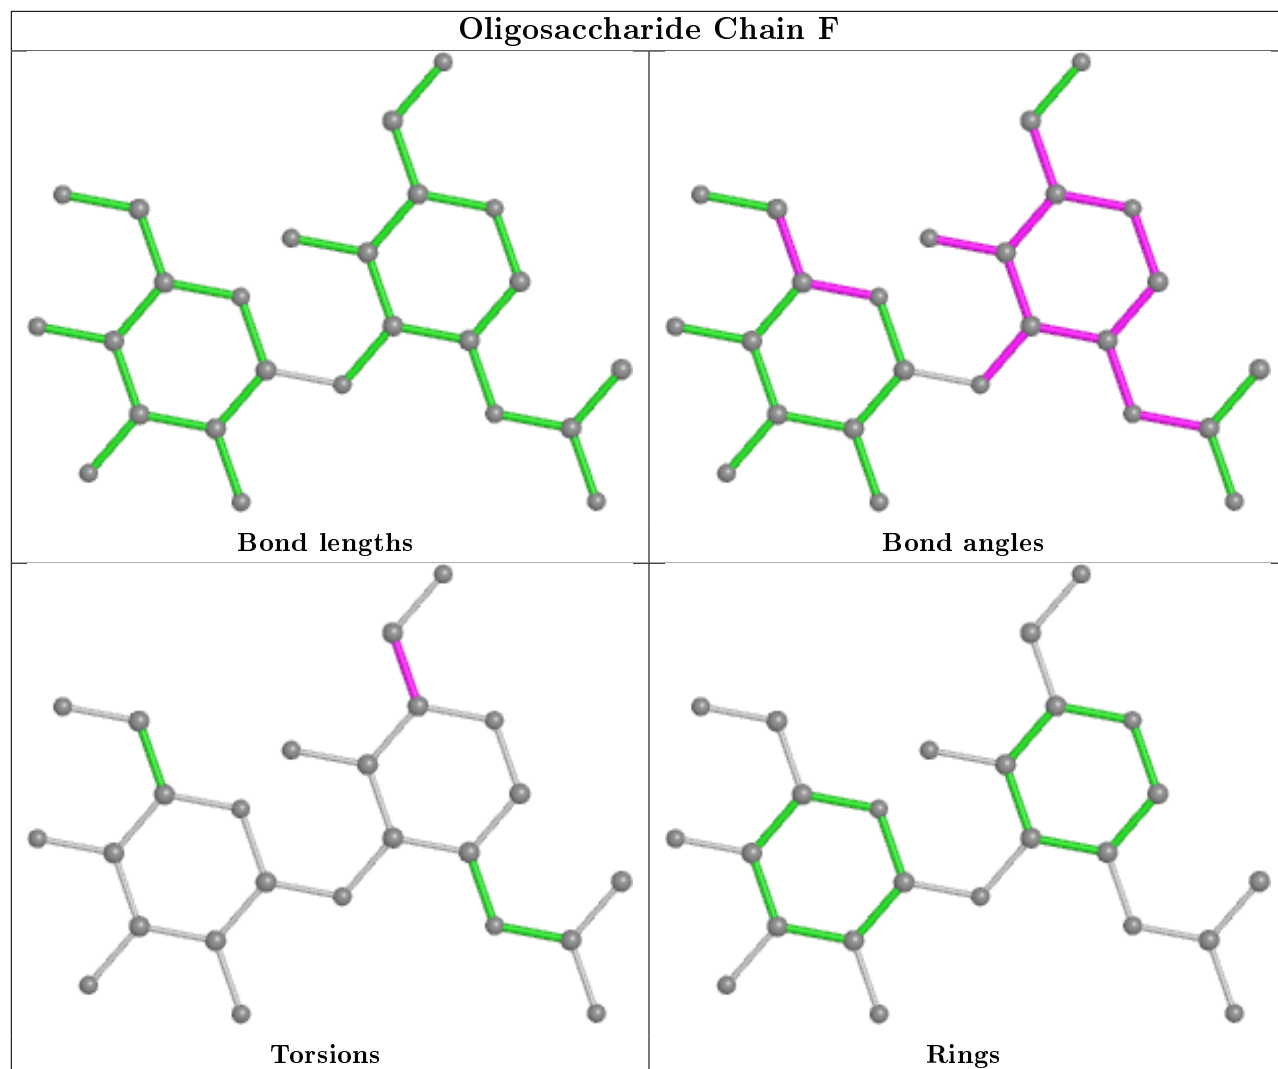 Oligosaccharide Chain F
Bond lengths
Bond angles
Torsions
Rings